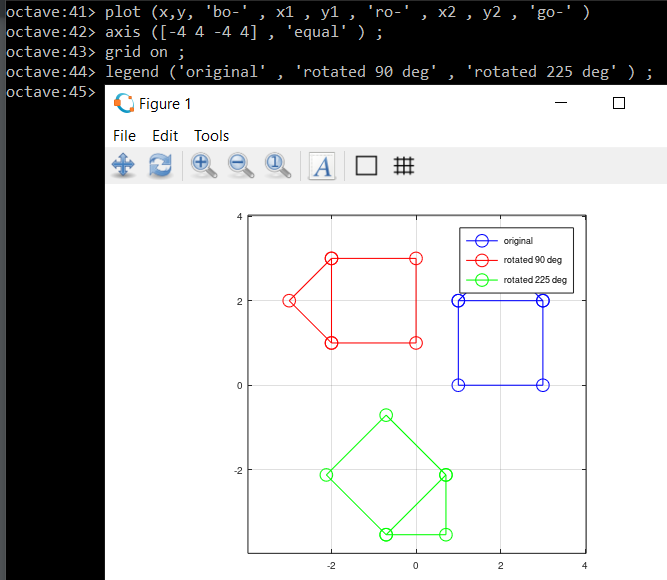 octave:41> plot (x,y, 'bo-' , x1 , y1 , 'ro-' , x2 , y2 , 'go-' )
octave:42> axis ([-4 4 -4 4] , 'equal' ) ;
octave:43> grid on ;
octave:44> legend ('original' , 'rotated 90 deg' , 'rotated 225 deg' ) ;
octave:45>
Figure 1
File Edit Tools
1 A
4
original
rotated 90 deg
rotated 225 deg
2
0
-2
-2 0 2 4